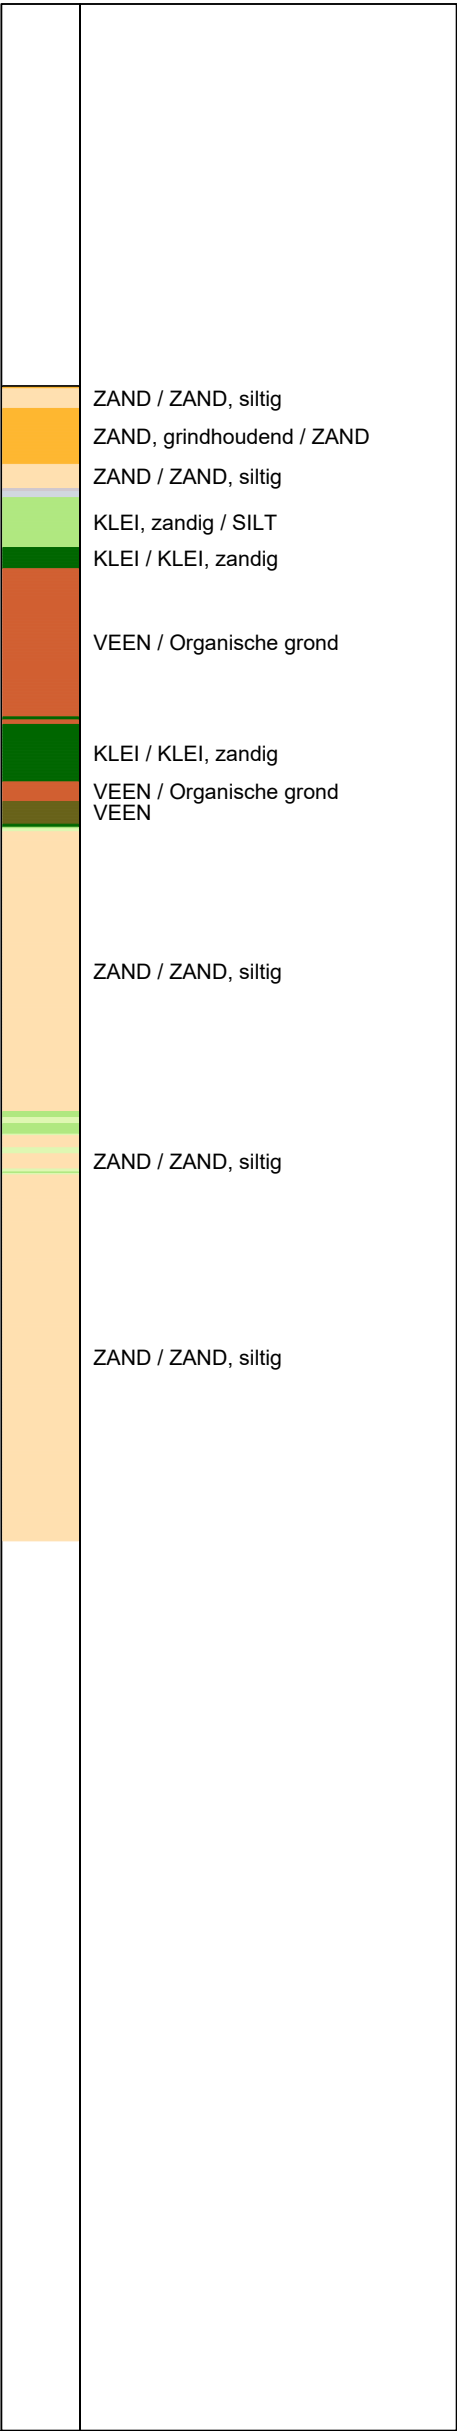 ZAND / ZAND, siltig
ZAND, grindhoudend / ZAND
ZAND / ZAND, siltig
KLEI, zandig / SILT
KLEI / KLEI, zandig
VEEN / Organische grond
KLEI / KLEI, zandig
VEEN / Organische grond
VEEN
ZAND / ZAND, siltig
ZAND / ZAND, siltig
ZAND / ZAND, siltig